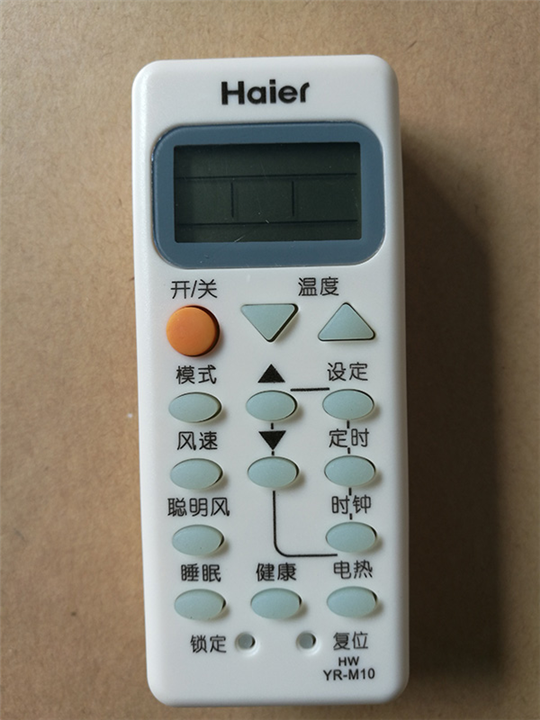 Haier
开/关 温度
模式 设定
风速 定时
聪明风 时钟
睡眠 健康 电热
锁定 复位
HW
YR-M10